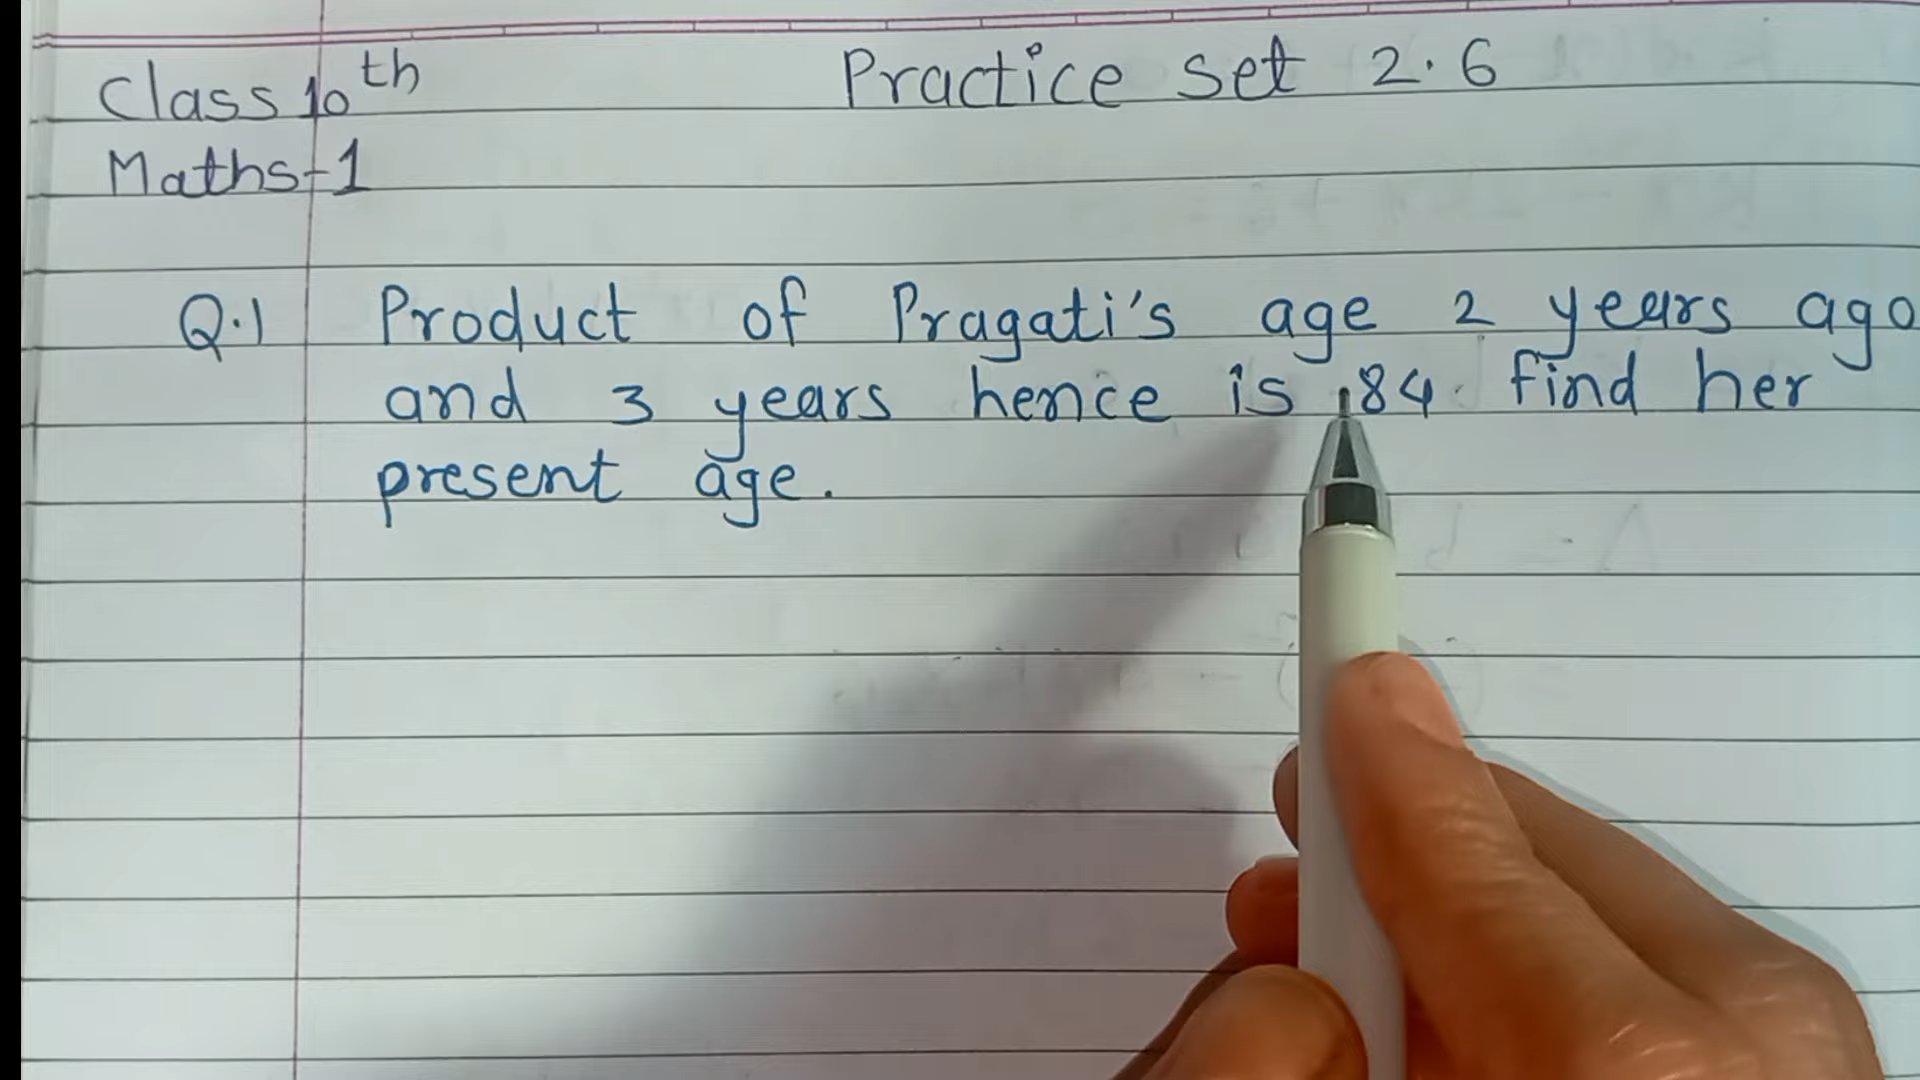 Class 10th
Practice set 2.6
Maths-1
Q.1 Product of Pragati's age 2 years ago
and 3 years hence is 84. find her
present age.